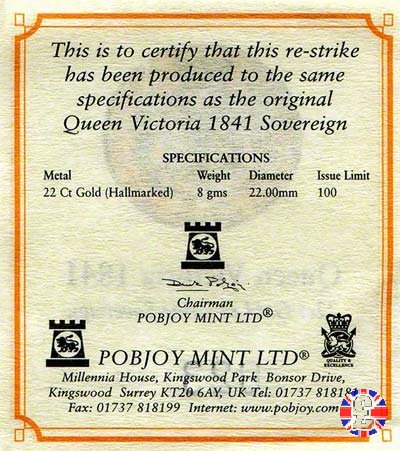 This is to certify that this re-strike
has been produced to the same
specifications as the original
Queen Victoria 1841 Sovereign
SPECIFICATIONS
Metal Weight Diameter Issue Limit
22 Ct Gold (Hallmarked) 8 gms 22.00mm 100
Chairman
POBJOY MINT LTD®
QUALITY &
EXCELLENCE
POBJOY MINT LTD®
Millennia House, Kingswood Park Bonsor Drive,
Kingswood Surrey KT20 6AY, UK Tel: 01737 81818
Fax: 01737 818199 Internet: www.pobjoy.com